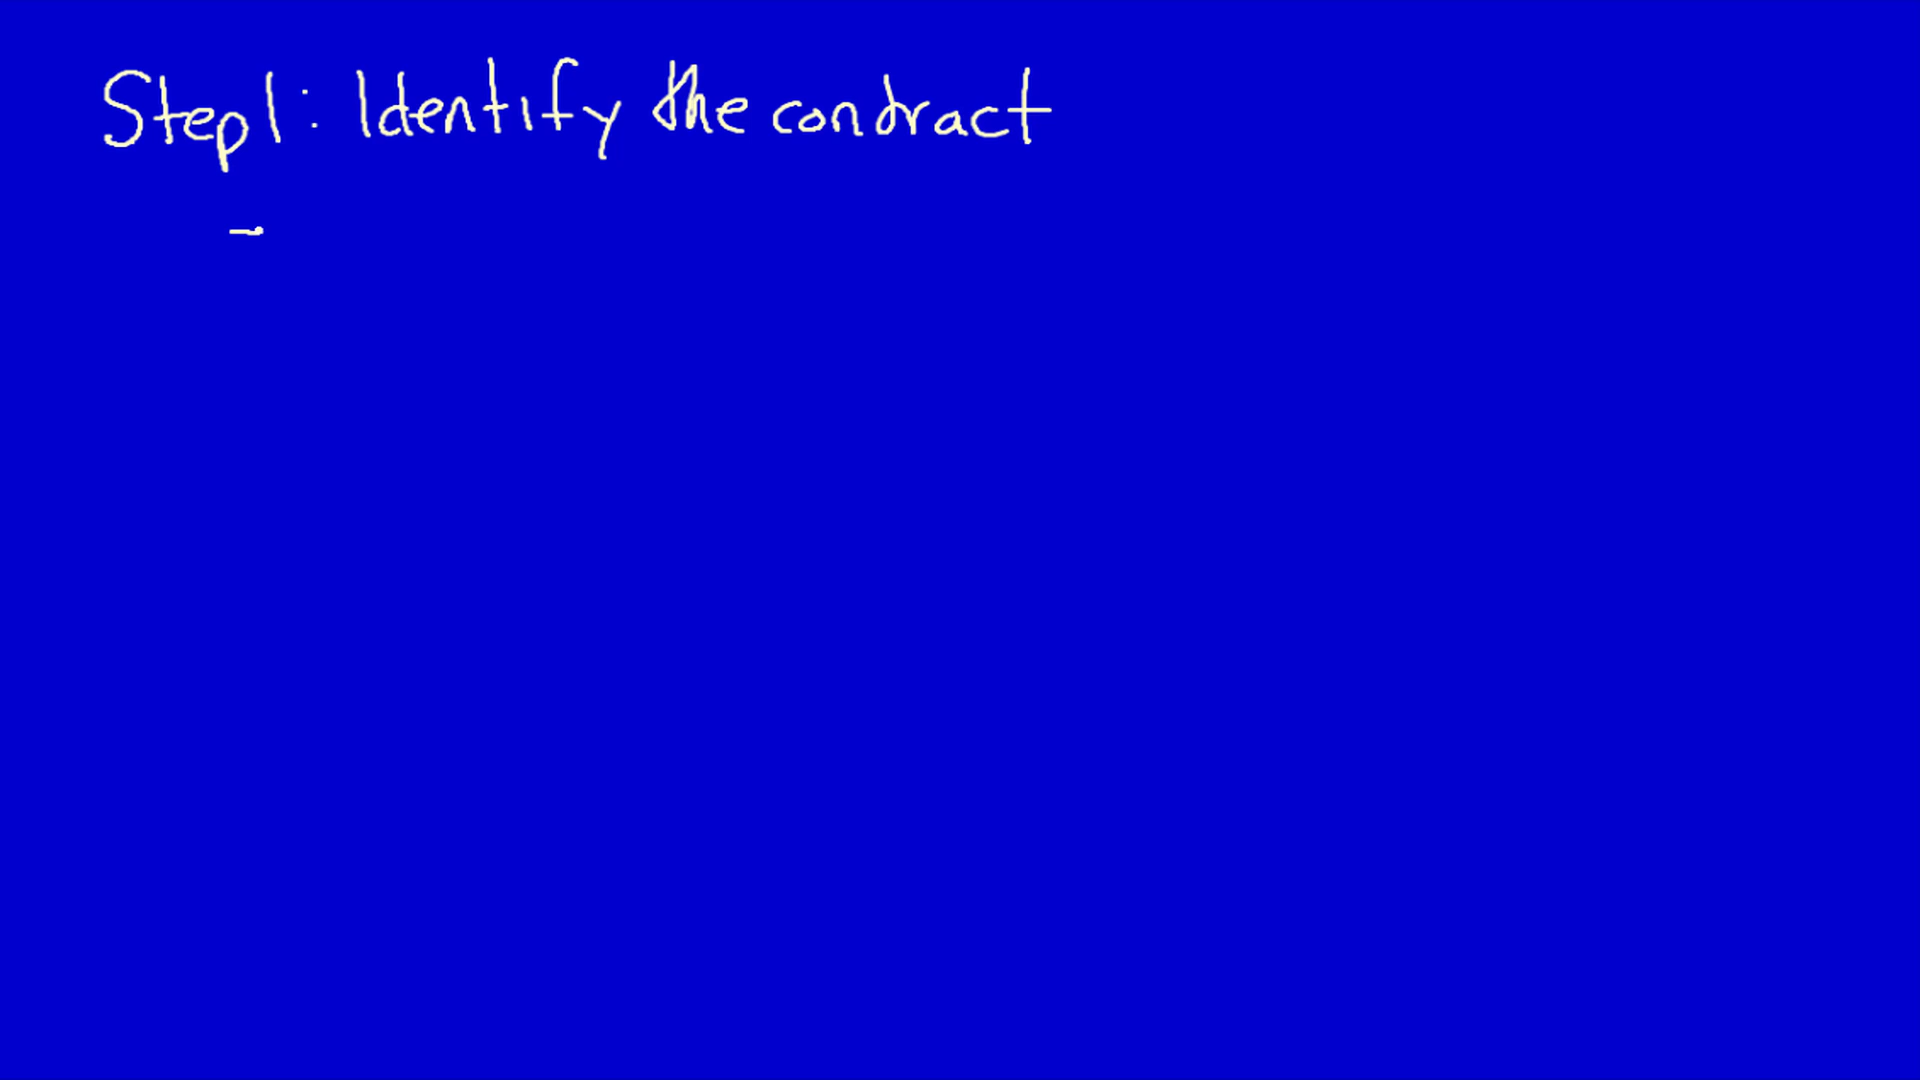 Step 1: Identify the contract
-